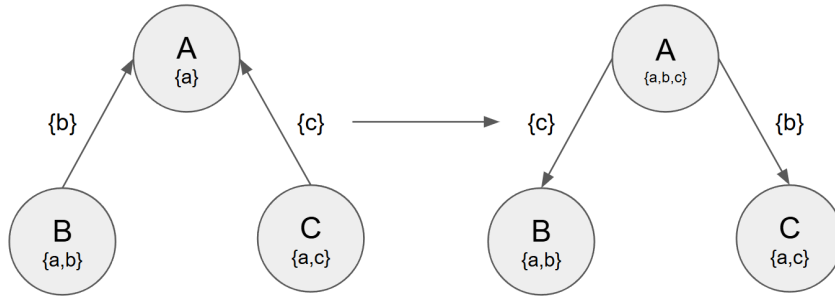 A
{a}
{b}
{c}
B
{a,b}
C
{a,c}
A
{a,b,c}
{c}
{b}
B
{a,b}
C
{a,c}